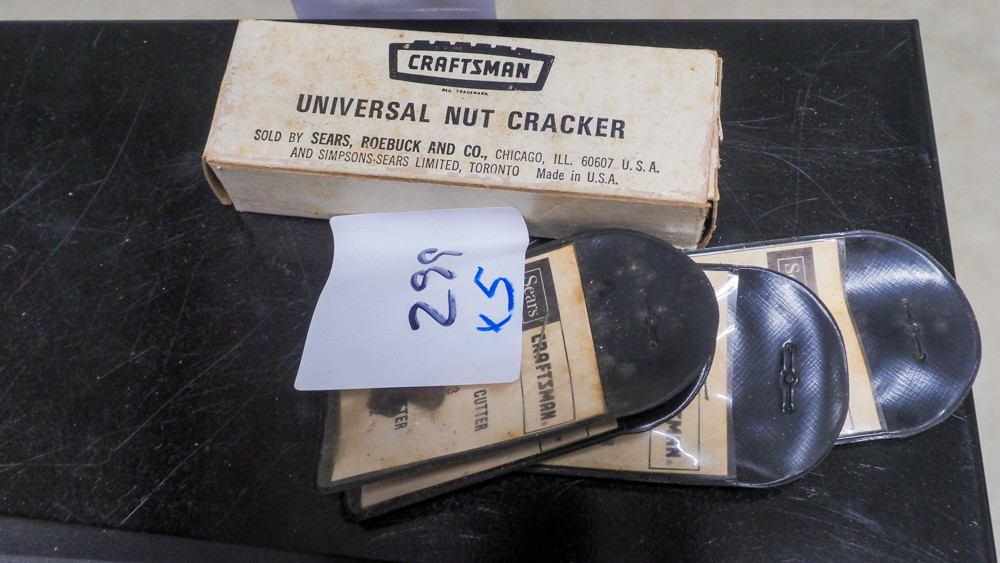 CRAFTSMAN
REG. TRADEMARK
UNIVERSAL NUT CRACKER
SOLD BY SEARS, ROEBUCK AND CO., CHICAGO, ILL. 60607 U.S.A.
AND SIMPSONS-SEARS LIMITED, TORONTO Made in U.S.A.
299
x5
Sears
CRAFTSMAN®
CUTTER
Sears